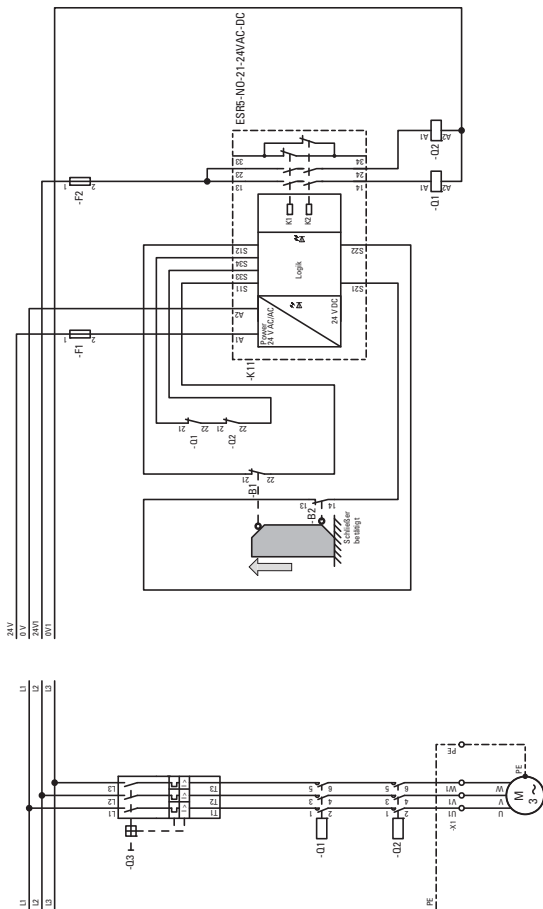 24 V
0 V
24V1
0V1
-F1
1
2
-F2
1
2
ESR5-NO-21-24VAC-DC
-K11
A1
A2
S11
S33
S34
S12
13
23
33
Power
24 V AC/AC
24 V DC
Logik
K1
K2
S21
S22
14
24
34
-Q1
21
22
-Q2
21
22
-B1
21
22
-B2
13
14
Schließer
betätigt
-Q1
A1
A2
-Q2
A1
A2
L1
L2
L3
L1
L2
L3
-Q3
L1
L2
L3
I>
I>
I>
T1
T2
T3
-Q1
1
3
5
2
4
6
-Q2
1
3
5
2
4
6
PE
-X1
U1
V1
W1
PE
U
V
W
PE
M
3 ~